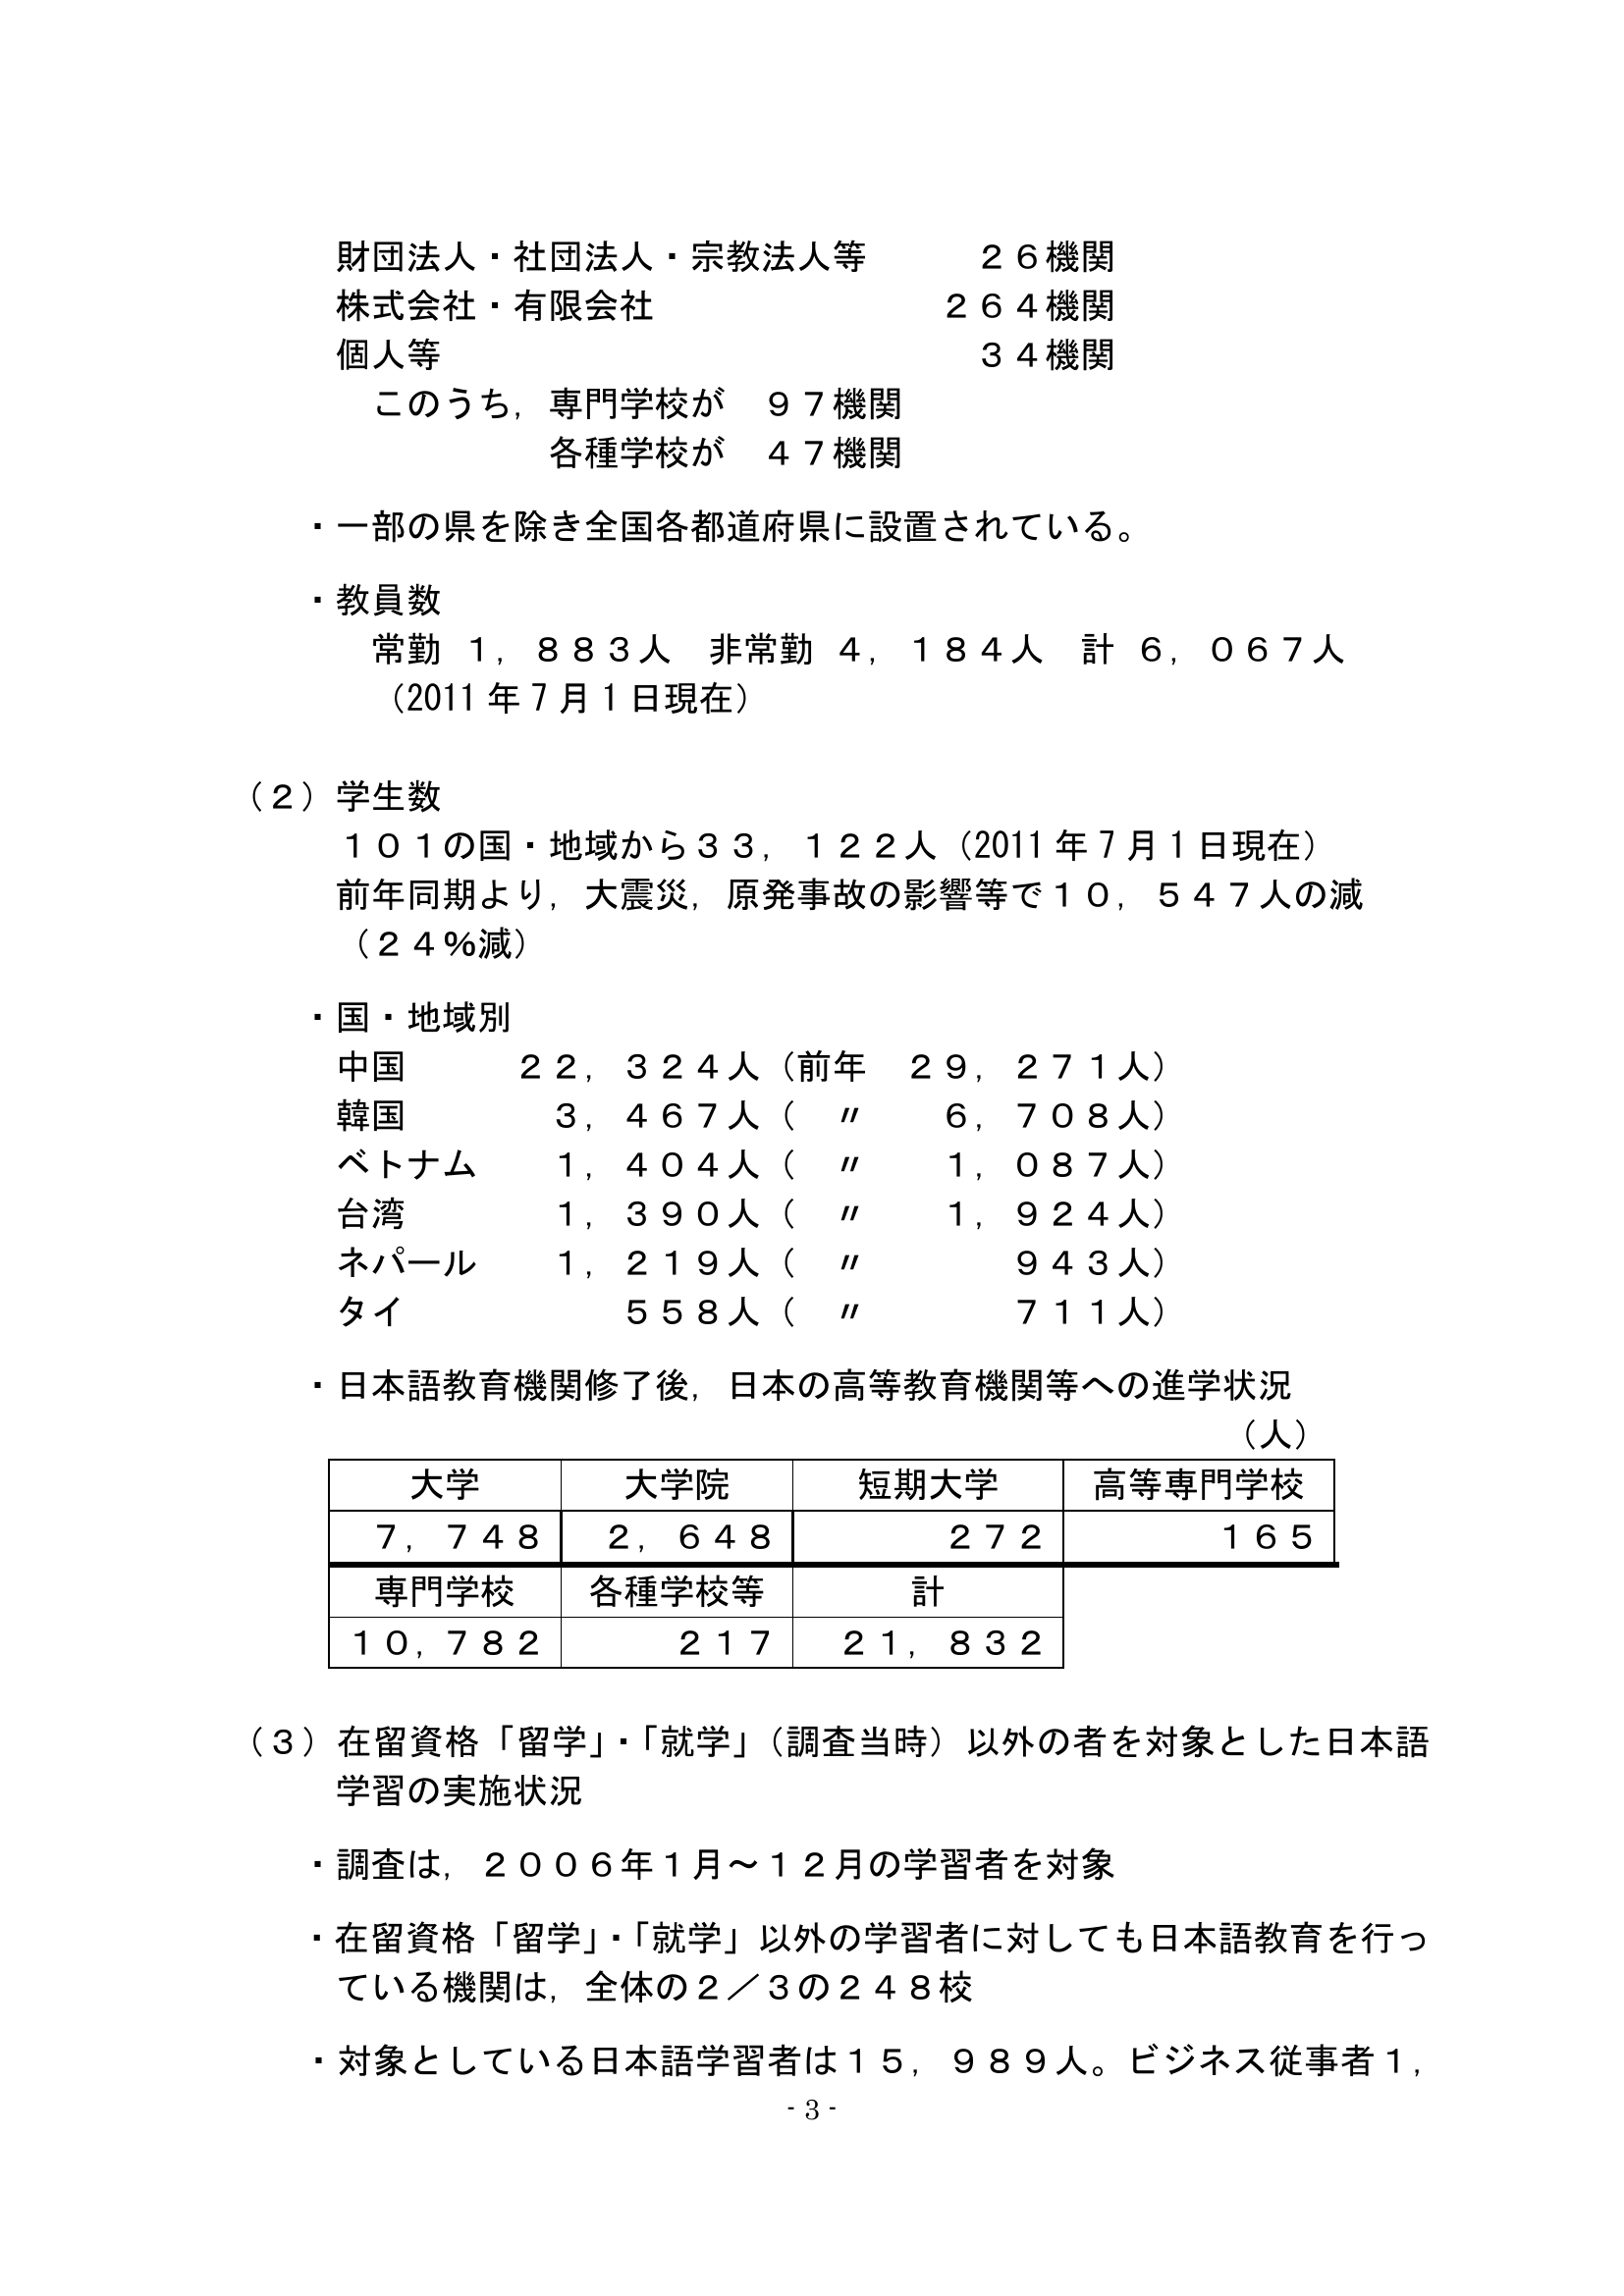 財団法人・社団法人・宗教法人等　　　２６機関
株式会社・有限会社　　　　　　　　２６４機関
個人等　　　　　　　　　　　　　　　３４機関
このうち，専門学校が　９７機関
各種学校が　４７機関
・一部の県を除き全国各都道府県に設置されている。
・教員数
常勤 １，８８３人　非常勤 ４，１８４人　計 ６，０６７人
（2011 年 7 月 1 日現在）
（２）学生数
１０１の国・地域から３３，１２２人（2011 年 7 月 1 日現在）
前年同期より，大震災，原発事故の影響等で１０，５４７人の減
（２４％減）
・国・地域別
中国　　　２２，３２４人（前年　２９，２７１人）
韓国　　　　３，４６７人（　〃　　６，７０８人）
ベトナム　　１，４０４人（　〃　　１，０８７人）
台湾　　　　１，３９０人（　〃　　１，９２４人）
ネパール　　１，２１９人（　〃　　　　９４３人）
タイ　　　　　　５５８人（　〃　　　　７１１人）
・日本語教育機関修了後，日本の高等教育機関等への進学状況
（人）
大学　大学院　短期大学　高等専門学校
７，７４８　２，６４８　２７２　１６５
専門学校　各種学校等　計
１０，７８２　２１７　２１，８３２
（３）在留資格「留学」・「就学」（調査当時）以外の者を対象とした日本語
学習の実施状況
・調査は，２００６年１月～１２月の学習者を対象
・在留資格「留学」・「就学」以外の学習者に対しても日本語教育を行っ
ている機関は，全体の２／３の２４８校
・対象としている日本語学習者は１５，９８９人。ビジネス従事者１，
- 3 -